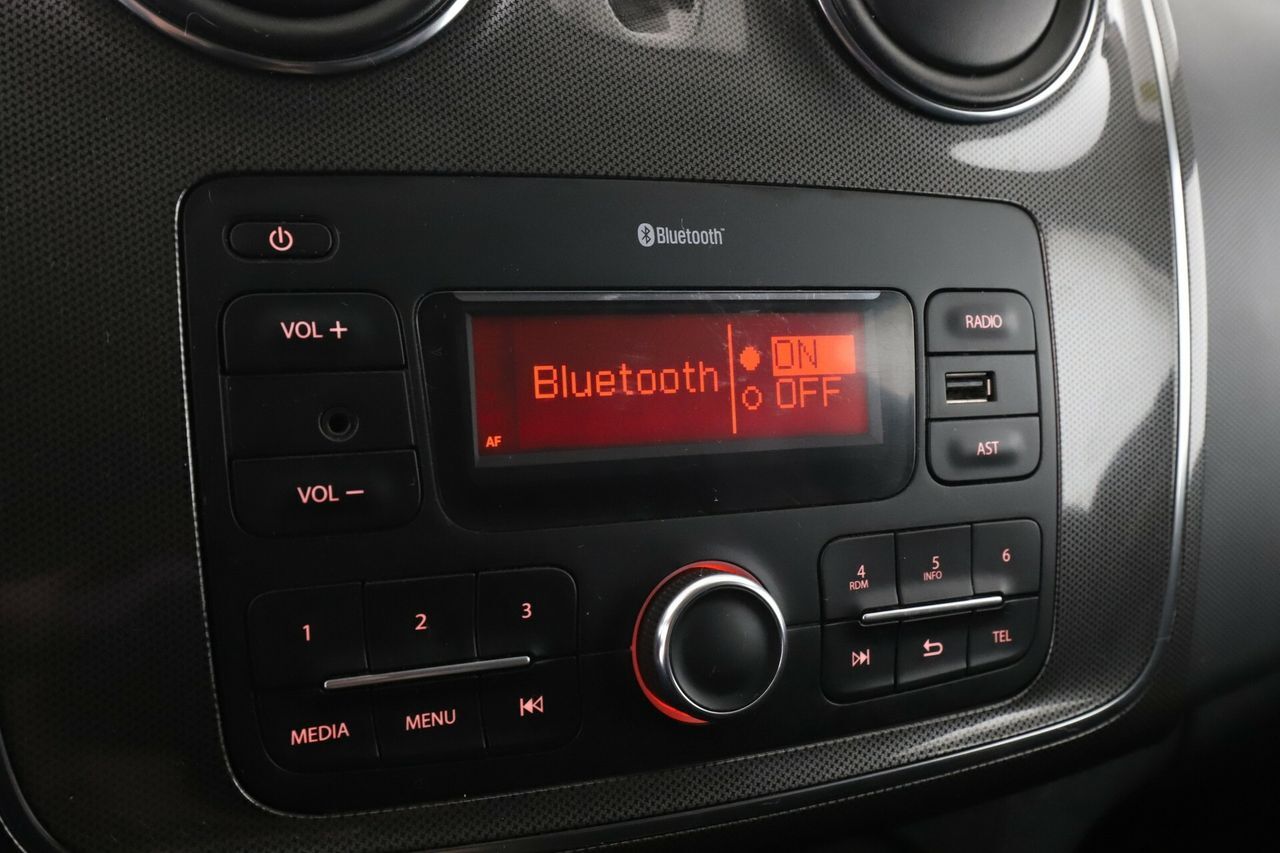 Bluetooth™
VOL +
Bluetooth
ON
OFF
AF
VOL −
RADIO
AST
1
2
3
MEDIA
MENU
4
RDM
5
INFO
6
TEL